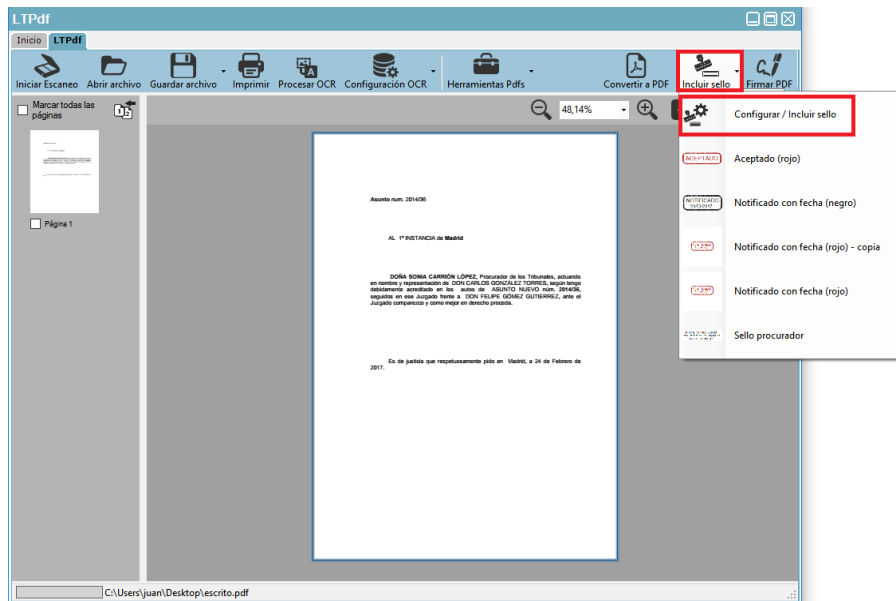 LTPdf
Inicio LTPdf
Iniciar Escaneo Abrir archivo Guardar archivo Imprimir Procesar OCR Configuración OCR Herramientas Pdfs Convertir a PDF Incluir sello Firmar PDF
Marcar todas las
páginas
48,14%
Página 1
Asunto num. 2014/36
AL 1ª INSTANCIA de Madrid
DOÑA SONIA CARRIÓN LÓPEZ, Procurador de los Tribunales, actuando
en nombre y representación de DON CARLOS GONZÁLEZ TORRES, según tengo
debidamente acreditado en los autos de ASUNTO NUEVO núm. 2014/36,
seguidos en ese Juzgado frente a DON FELIPE GÓMEZ GUTIERREZ, ante el
Juzgado comparezco y como mejor en derecho proceda.
Es de justicia que respetuosamente pido en Madrid, a 24 de Febrero de
2017.
Configurar / Incluir sello
ACEPTADO Aceptado (rojo)
NOTIFICADO Notificado con fecha (negro)
Notificado con fecha (rojo) - copia
Notificado con fecha (rojo)
Sello procurador
C:\Users\juan\Desktop\escrito.pdf